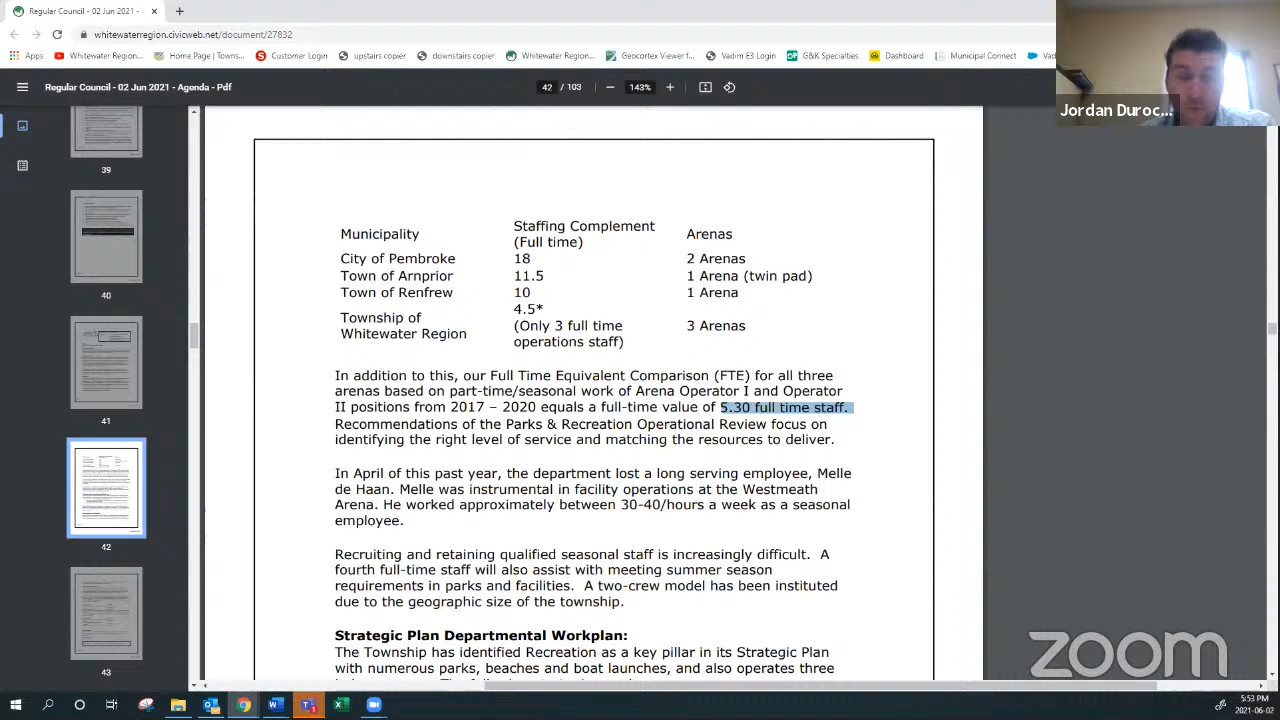 Regular Council - 02 Jun 2021 -
whitewaterregion.civicweb.net/document/27832
Apps Whitewater Region... Home Page | Towns... Customer Login upstairs copier downstairs copier Whitewater Region... Geocortex Viewer f... Vadim E3 Login G&K Specialties Dashboard Municipal Connect Vad
Regular Council - 02 Jun 2021 - Agenda - Pdf
42 / 103
143%
Jordan Duroc...
39
40
41
42
43
Municipality Staffing Complement (Full time) Arenas
City of Pembroke 18 2 Arenas
Town of Arnprior 11.5 1 Arena (twin pad)
Town of Renfrew 10 1 Arena
Township of Whitewater Region 4.5* (Only 3 full time operations staff) 3 Arenas
In addition to this, our Full Time Equivalent Comparison (FTE) for all three
arenas based on part-time/seasonal work of Arena Operator I and Operator
II positions from 2017 – 2020 equals a full-time value of 5.30 full time staff.
Recommendations of the Parks & Recreation Operational Review focus on
identifying the right level of service and matching the resources to deliver.
In April of this past year, the department lost a long serving employee, Melle
de Haan. Melle was instrumental in facility operations at the Westmeath
Arena. He worked approximately between 30-40/hours a week as a seasonal
employee.
Recruiting and retaining qualified seasonal staff is increasingly difficult. A
fourth full-time staff will also assist with meeting summer season
requirements in parks and facilities. A two-crew model has been instituted
due to the geographic size of the township.
Strategic Plan Departmental Workplan:
The Township has identified Recreation as a key pillar in its Strategic Plan
with numerous parks, beaches and boat launches, and also operates three
zoom
5:53 PM
2021-06-02